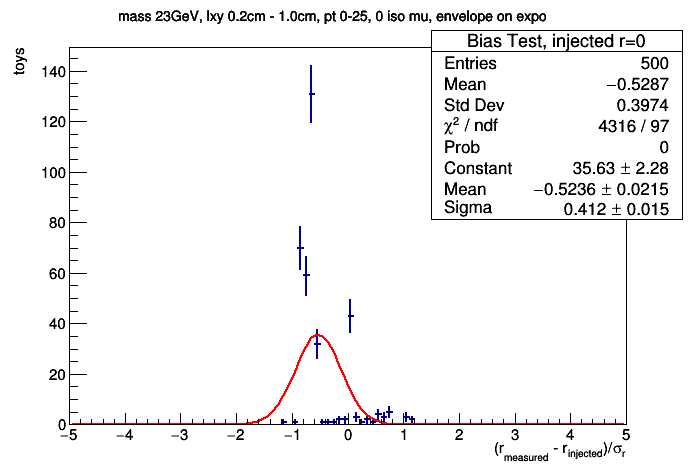 mass 23GeV, lxy 0.2cm - 1.0cm, pt 0-25, 0 iso mu, envelope on expo
toys
Bias Test, injected r=0
Entries 500
Mean −0.5287
Std Dev 0.3974
χ² / ndf 4316 / 97
Prob 0
Constant 35.63 ± 2.28
Mean −0.5236 ± 0.0215
Sigma 0.412 ± 0.015
140
120
100
80
60
40
20
0
−5 −4 −3 −2 −1 0 1 2 3 4 5
(r_measured - r_injected)/σ_r